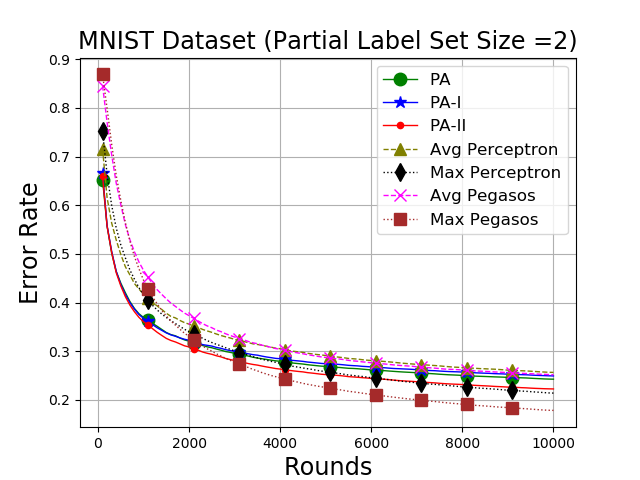 MNIST Dataset (Partial Label Set Size =2)
0.9
0.8
0.7
0.6
0.5
0.4
0.3
0.2
Error Rate
PA
PA-I
PA-II
Avg Perceptron
Max Perceptron
Avg Pegasos
Max Pegasos
0 2000 4000 6000 8000 10000
Rounds